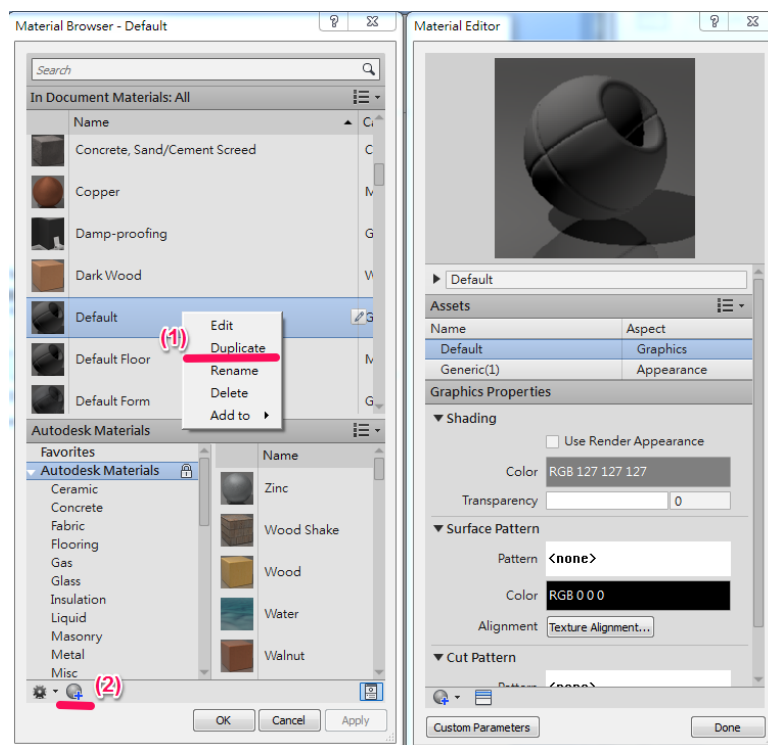 Material Browser - Default
Search
In Document Materials: All
Name
Concrete, Sand/Cement Screed
Copper
Damp-proofing
Dark Wood
Default
Default Floor
Default Form
(1)
Edit
Duplicate
Rename
Delete
Add to
Autodesk Materials
Favorites
Autodesk Materials
Ceramic
Concrete
Fabric
Flooring
Gas
Glass
Insulation
Liquid
Masonry
Metal
Misc
Name
Zinc
Wood Shake
Wood
Water
Walnut
(2)
OK Cancel Apply
Material Editor
Default
Assets
Name Aspect
Default Graphics
Generic(1) Appearance
Graphics Properties
Shading
Use Render Appearance
Color RGB 127 127 127
Transparency 0
Surface Pattern
Pattern <none>
Color RGB 0 0 0
Alignment Texture Alignment...
Cut Pattern
Pattern <none>
Custom Parameters Done